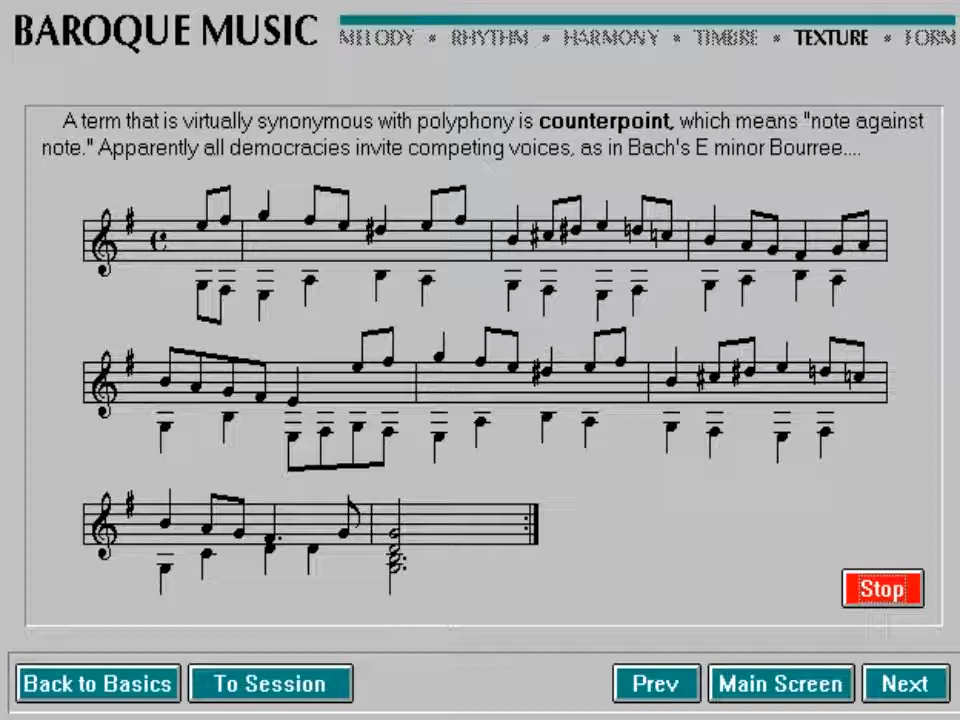 BAROQUE MUSIC
MELODY * RHYTHM * HARMONY * TIMBRE * TEXTURE * FORM
A term that is virtually synonymous with polyphony is counterpoint, which means "note against
note." Apparently all democracies invite competing voices, as in Bach's E minor Bourree....
Stop
Back to Basics To Session Prev Main Screen Next